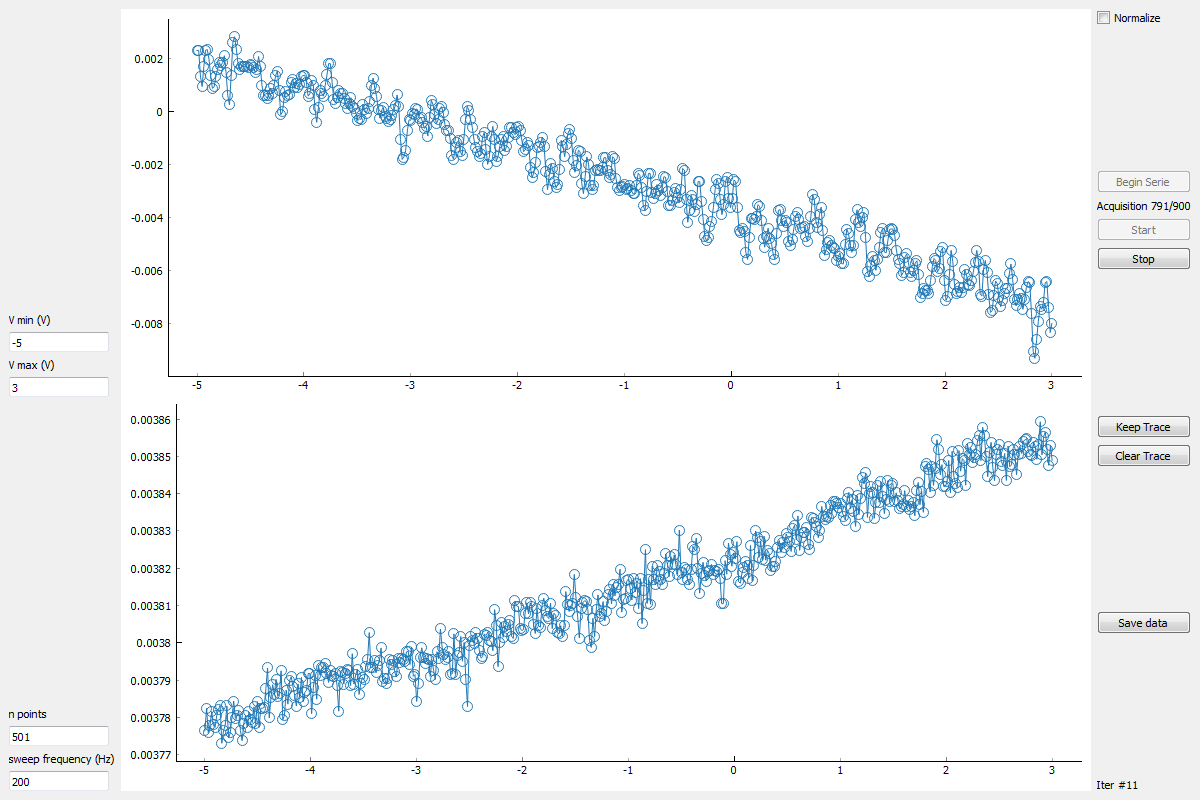 Normalize
0.002
0
-0.002
-0.004
-0.006
-0.008
-5
-4
-3
-2
-1
0
1
2
3
Begin Serie
Acquisition 791/900
Start
Stop
V min (V)
-5
V max (V)
3
0.00386
0.00385
0.00384
0.00383
0.00382
0.00381
0.0038
0.00379
0.00378
0.00377
-5
-4
-3
-2
-1
0
1
2
3
Keep Trace
Clear Trace
Save data
n points
501
sweep frequency (Hz)
200
Iter #11